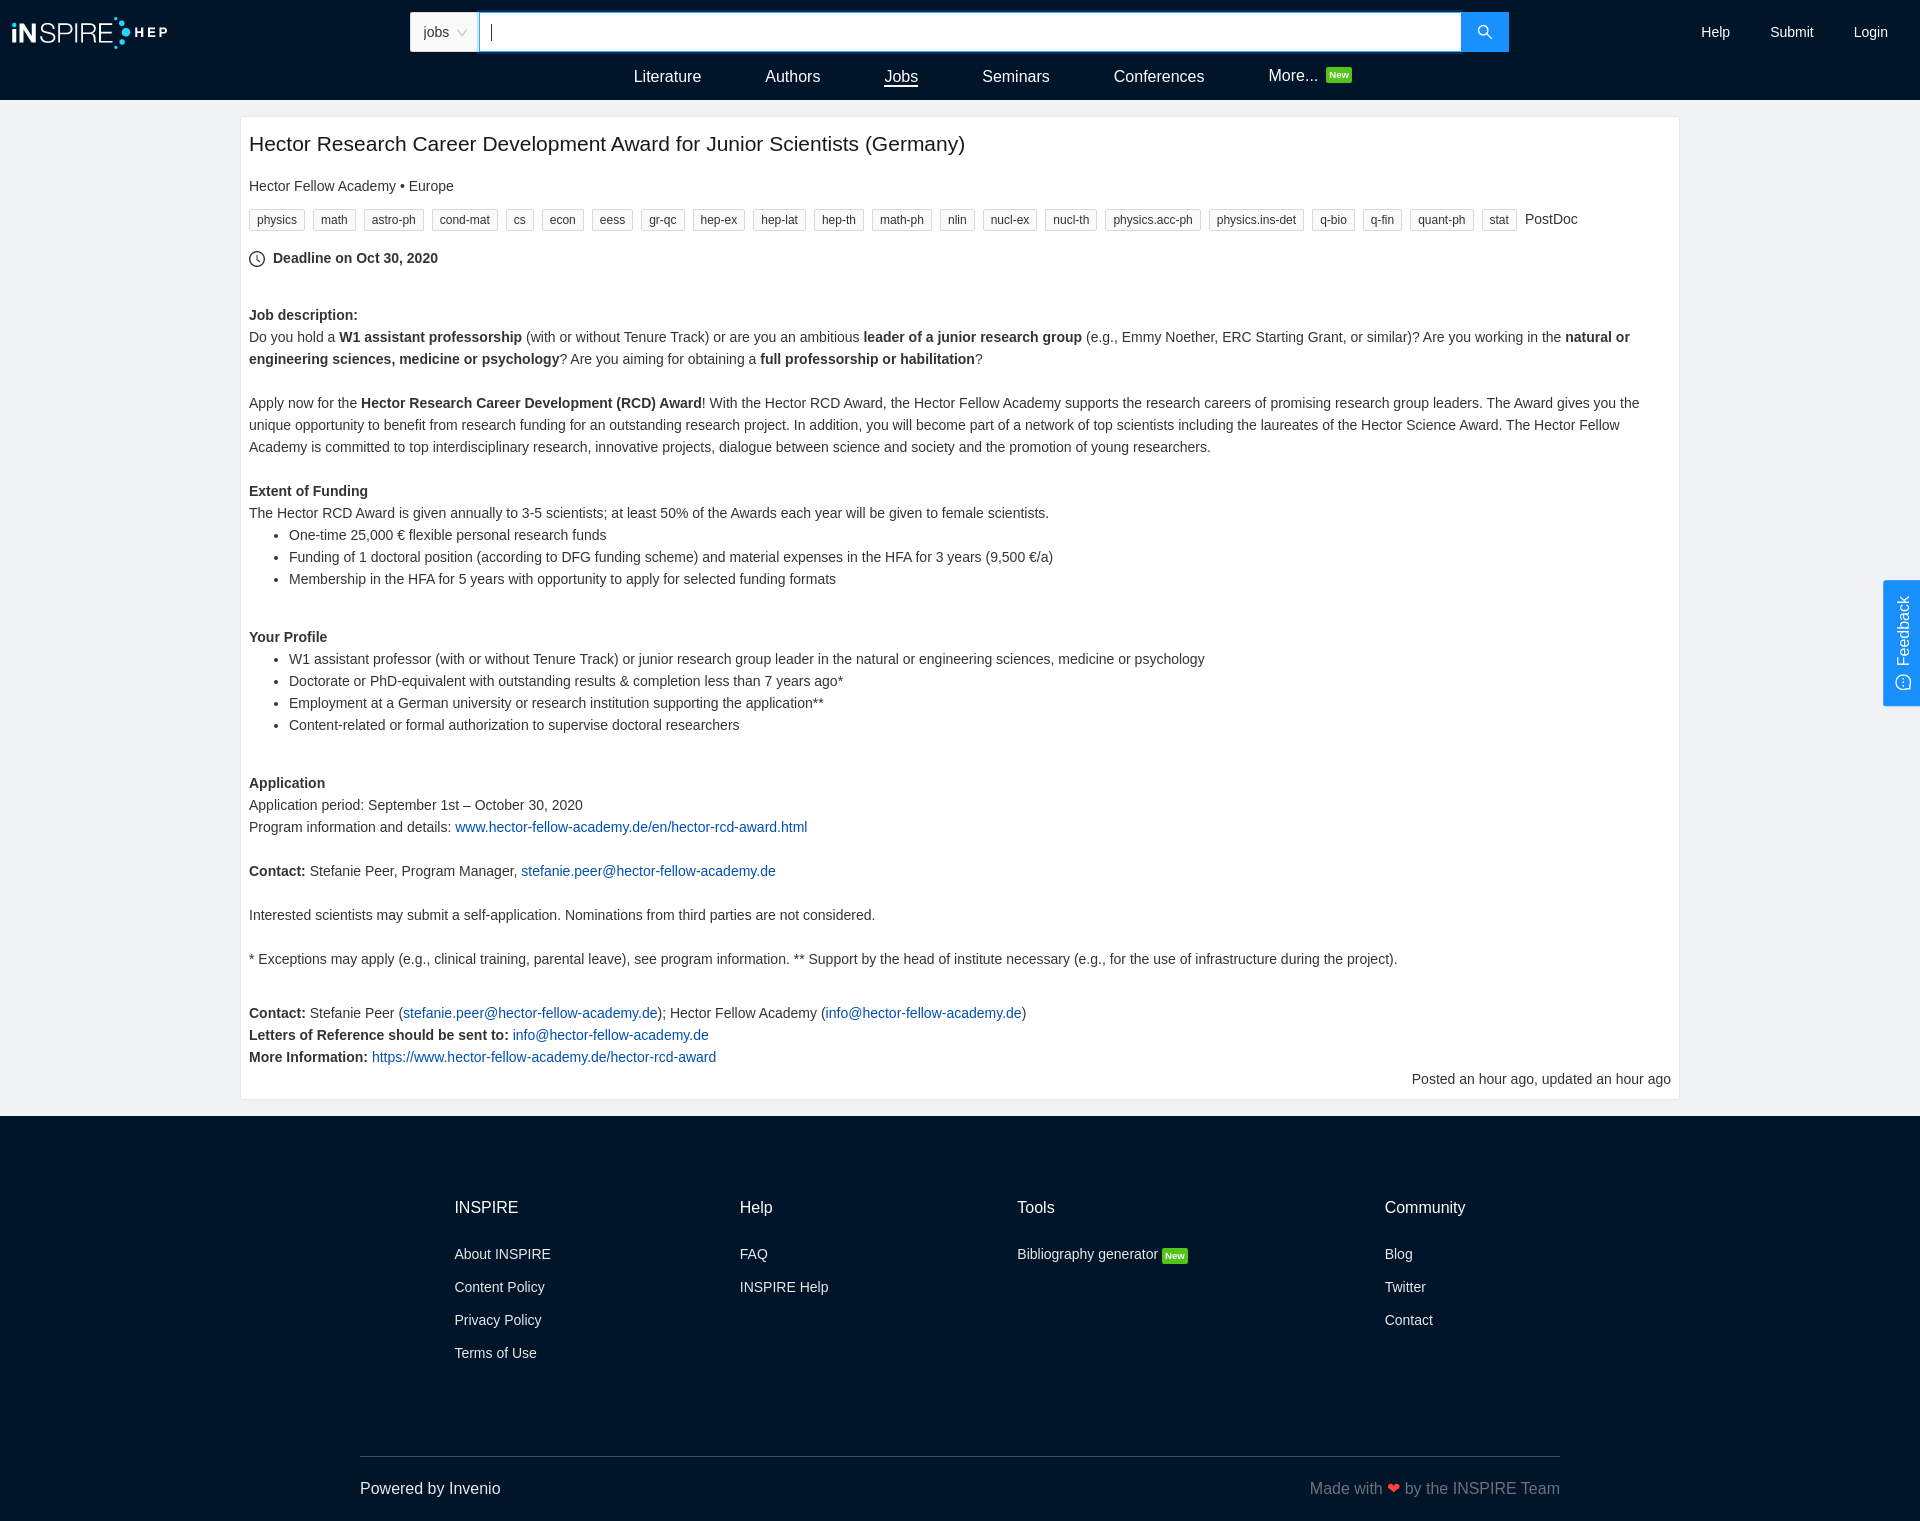 iNSPIRE HEP
jobs
Help Submit Login
Literature Authors Jobs Seminars Conferences More... New
Hector Research Career Development Award for Junior Scientists (Germany)
Hector Fellow Academy • Europe
physics math astro-ph cond-mat cs econ eess gr-qc hep-ex hep-lat hep-th math-ph nlin nucl-ex nucl-th physics.acc-ph physics.ins-det q-bio q-fin quant-ph stat PostDoc
Deadline on Oct 30, 2020
Job description:
Do you hold a W1 assistant professorship (with or without Tenure Track) or are you an ambitious leader of a junior research group (e.g., Emmy Noether, ERC Starting Grant, or similar)? Are you working in the natural or
engineering sciences, medicine or psychology? Are you aiming for obtaining a full professorship or habilitation?
Apply now for the Hector Research Career Development (RCD) Award! With the Hector RCD Award, the Hector Fellow Academy supports the research careers of promising research group leaders. The Award gives you the
unique opportunity to benefit from research funding for an outstanding research project. In addition, you will become part of a network of top scientists including the laureates of the Hector Science Award. The Hector Fellow
Academy is committed to top interdisciplinary research, innovative projects, dialogue between science and society and the promotion of young researchers.
Extent of Funding
The Hector RCD Award is given annually to 3-5 scientists; at least 50% of the Awards each year will be given to female scientists.
• One-time 25,000 € flexible personal research funds
• Funding of 1 doctoral position (according to DFG funding scheme) and material expenses in the HFA for 3 years (9,500 €/a)
• Membership in the HFA for 5 years with opportunity to apply for selected funding formats
Feedback
Your Profile
• W1 assistant professor (with or without Tenure Track) or junior research group leader in the natural or engineering sciences, medicine or psychology
• Doctorate or PhD-equivalent with outstanding results & completion less than 7 years ago*
• Employment at a German university or research institution supporting the application**
• Content-related or formal authorization to supervise doctoral researchers
Application
Application period: September 1st – October 30, 2020
Program information and details: www.hector-fellow-academy.de/en/hector-rcd-award.html
Contact: Stefanie Peer, Program Manager, stefanie.peer@hector-fellow-academy.de
Interested scientists may submit a self-application. Nominations from third parties are not considered.
* Exceptions may apply (e.g., clinical training, parental leave), see program information. ** Support by the head of institute necessary (e.g., for the use of infrastructure during the project).
Contact: Stefanie Peer (stefanie.peer@hector-fellow-academy.de); Hector Fellow Academy (info@hector-fellow-academy.de)
Letters of Reference should be sent to: info@hector-fellow-academy.de
More Information: https://www.hector-fellow-academy.de/hector-rcd-award
Posted an hour ago, updated an hour ago
INSPIRE
About INSPIRE
Content Policy
Privacy Policy
Terms of Use
Help
FAQ
INSPIRE Help
Tools
Bibliography generator New
Community
Blog
Twitter
Contact
Powered by Invenio
Made with ❤ by the INSPIRE Team